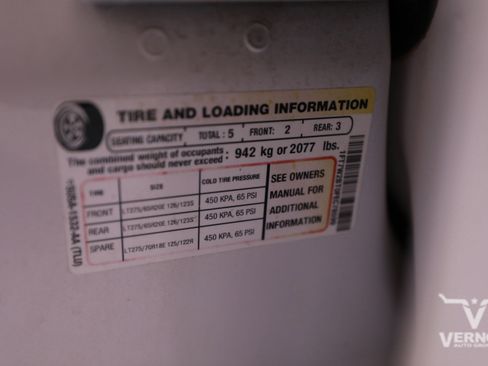 TIRE AND LOADING INFORMATION
SEATING CAPACITY TOTAL : 5 FRONT: 2 REAR: 3
The combined weight of occupants and cargo should never exceed : 942 kg or 2077 lbs.
TIRE SIZE COLD TIRE PRESSURE
FRONT LT275/65R20E 126/123S 450 KPA, 65 PSI
REAR LT275/65R20E 126/123S 450 KPA, 65 PSI
SPARE LT275/70R18E 125/122R 450 KPA, 65 PSI
SEE OWNERS
MANUAL FOR
ADDITIONAL
INFORMATION
AUTO GROUP